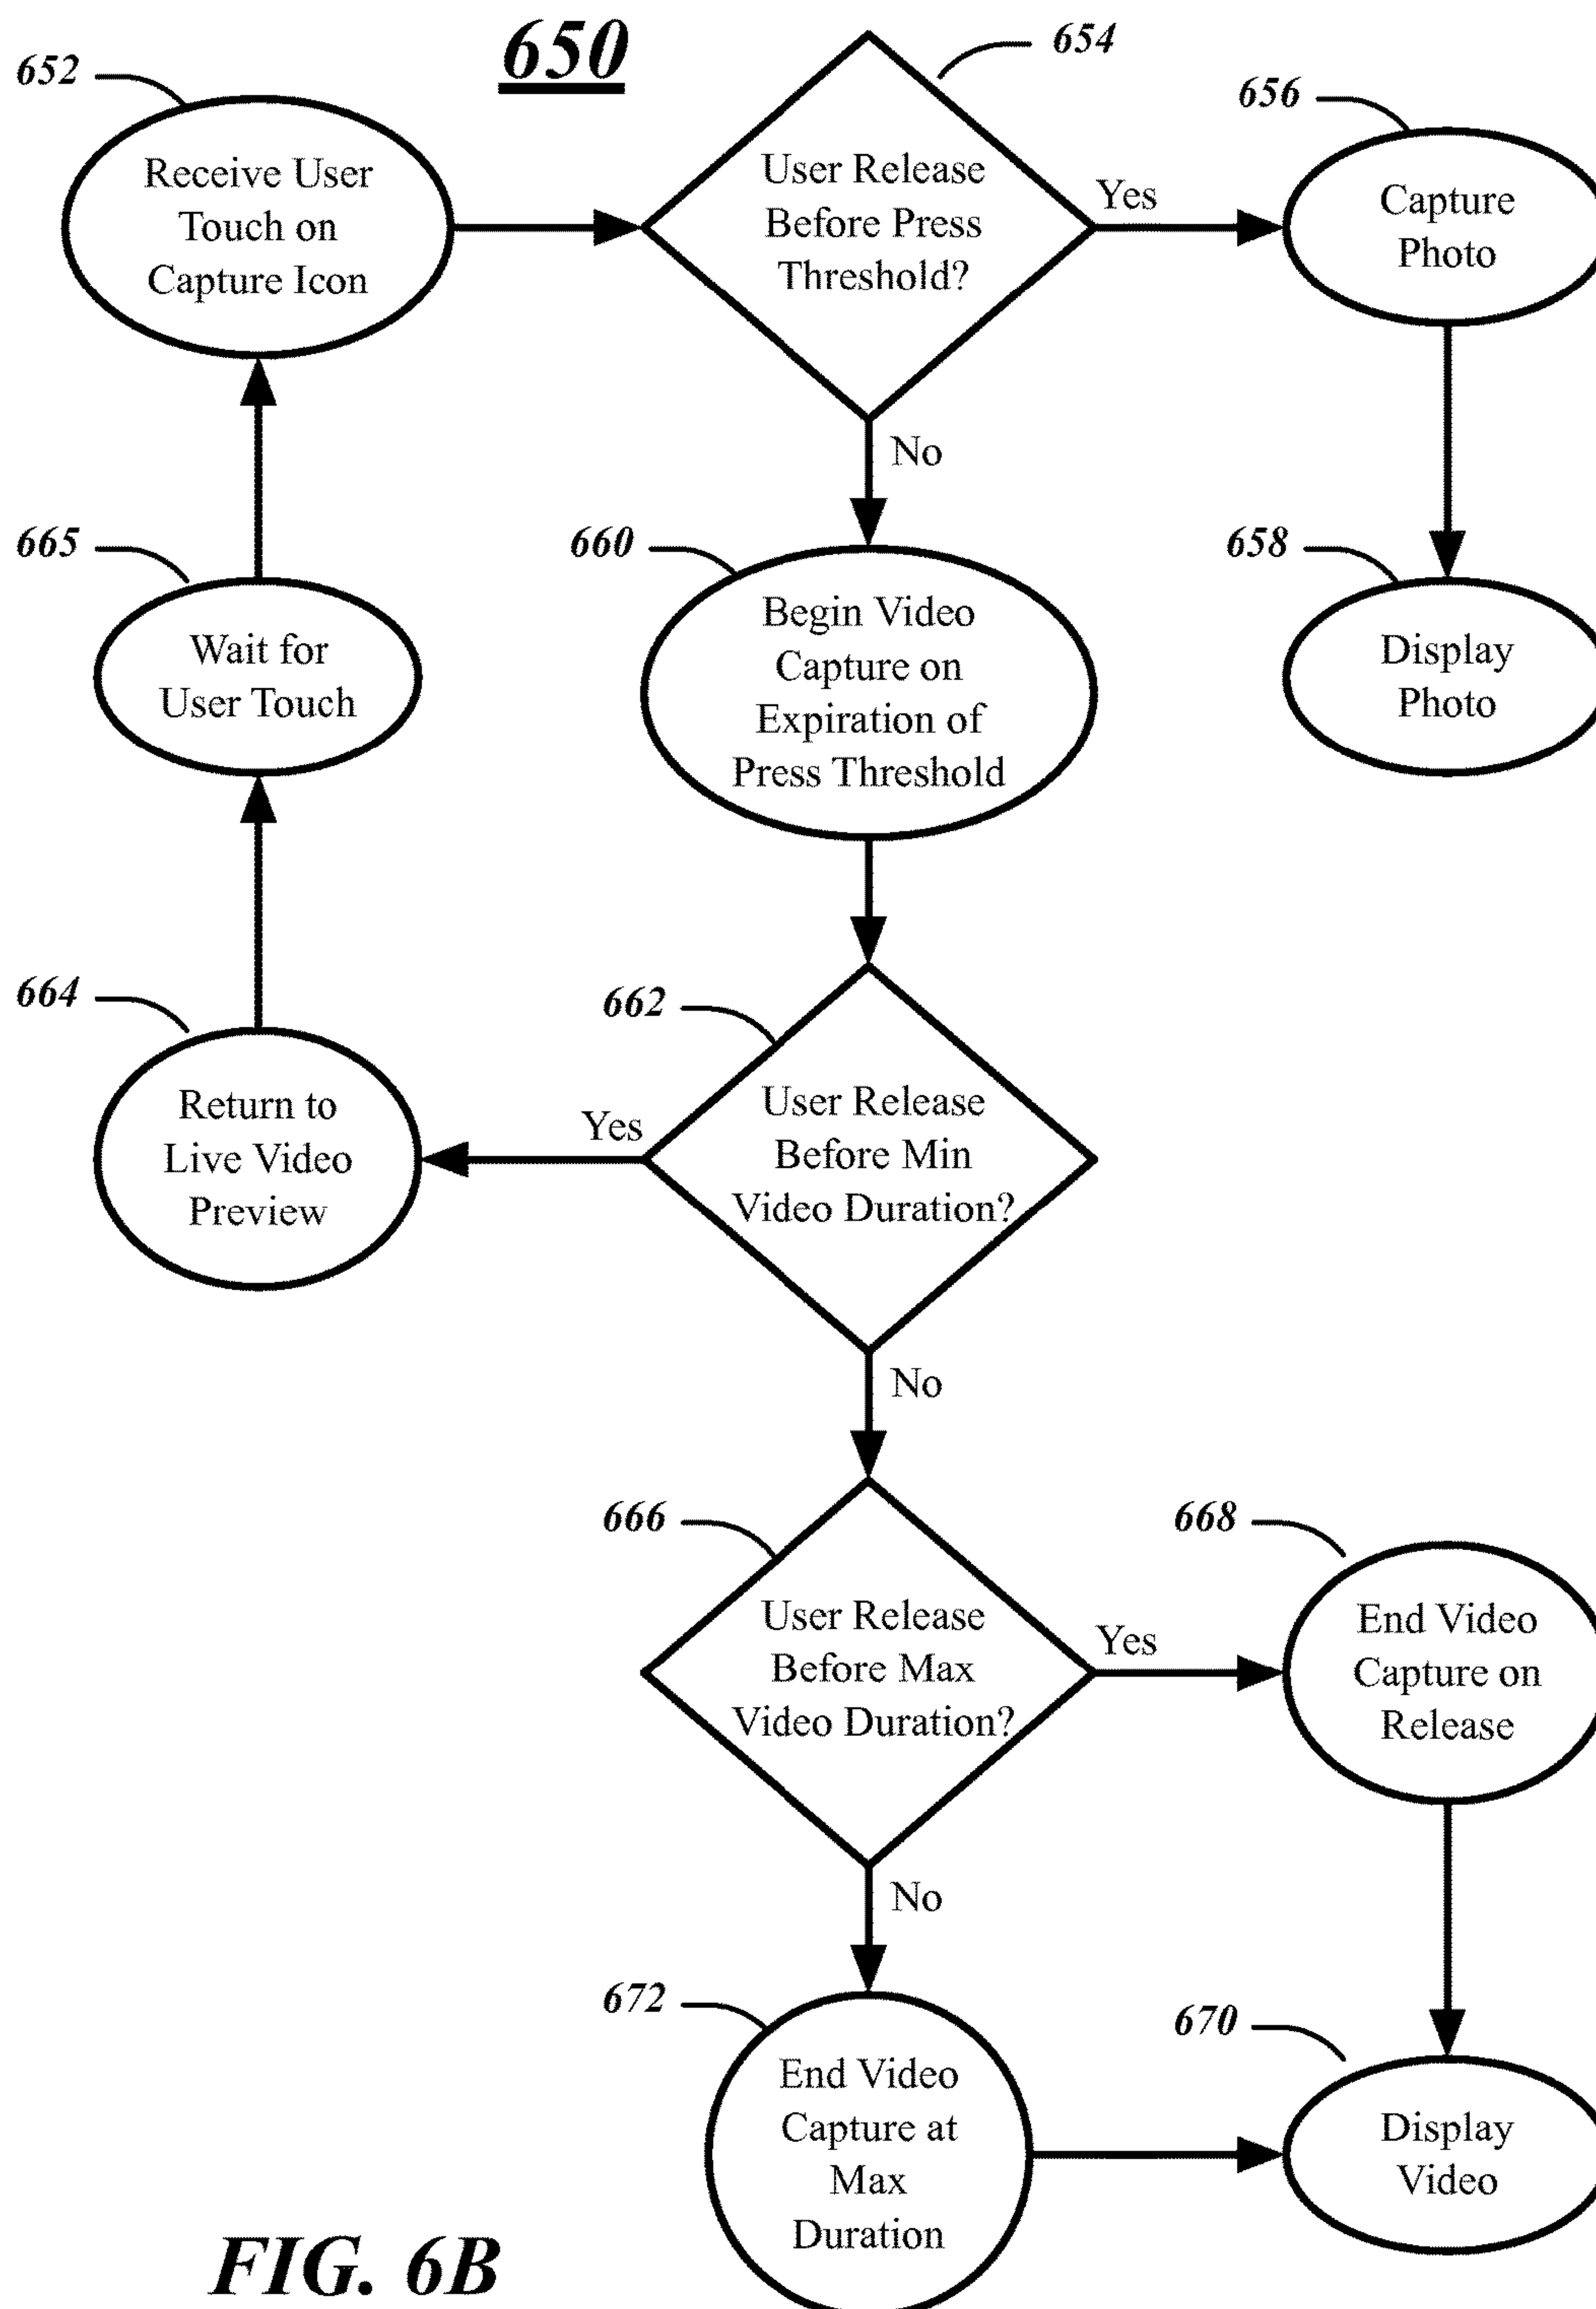 650
652
Receive User
Touch on
Capture Icon
654
User Release
Before Press
Threshold?
Yes
656
Capture
Photo
No
665
Wait for
User Touch
660
Begin Video
Capture on
Expiration of
Press Threshold
658
Display
Photo
664
Return to
Live Video
Preview
Yes
662
User Release
Before Min
Video Duration?
No
666
User Release
Before Max
Video Duration?
Yes
668
End Video
Capture on
Release
No
672
End Video
Capture at
Max
Duration
670
Display
Video
FIG. 6B